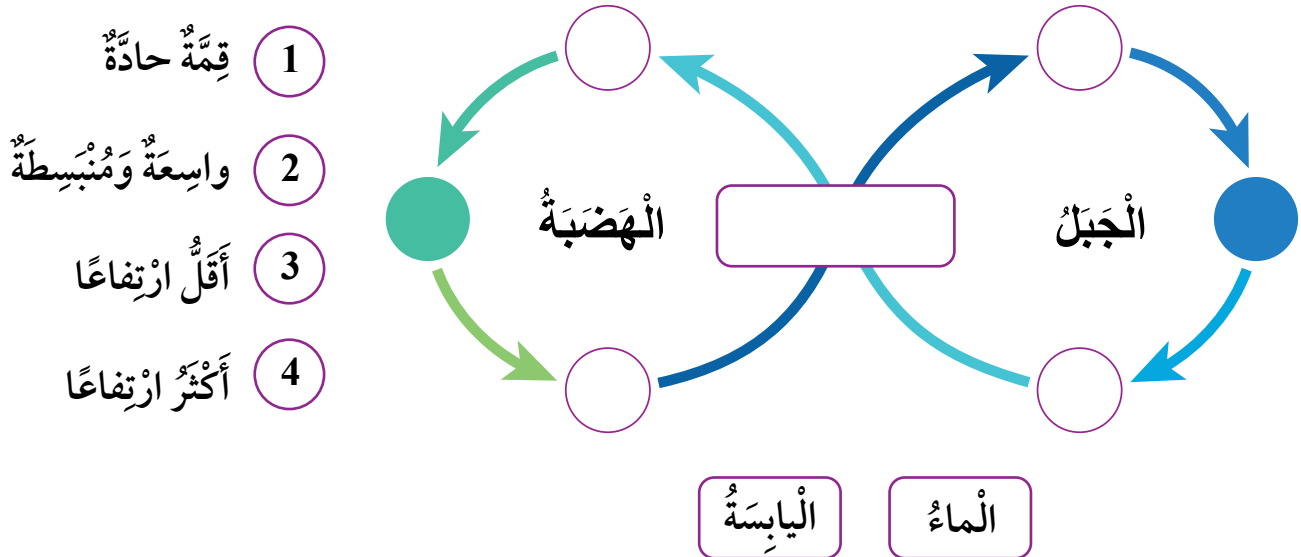 1 قِمَّةٌ حادَّةٌ
2 واسِعَةٌ وَمُنْبَسِطَةٌ
3 أَقَلُّ ارْتِفاعًا
4 أَكْثَرُ ارْتِفاعًا
الْجَبَلُ
الْهَضَبَةُ
الْماءُ
الْيابِسَةُ